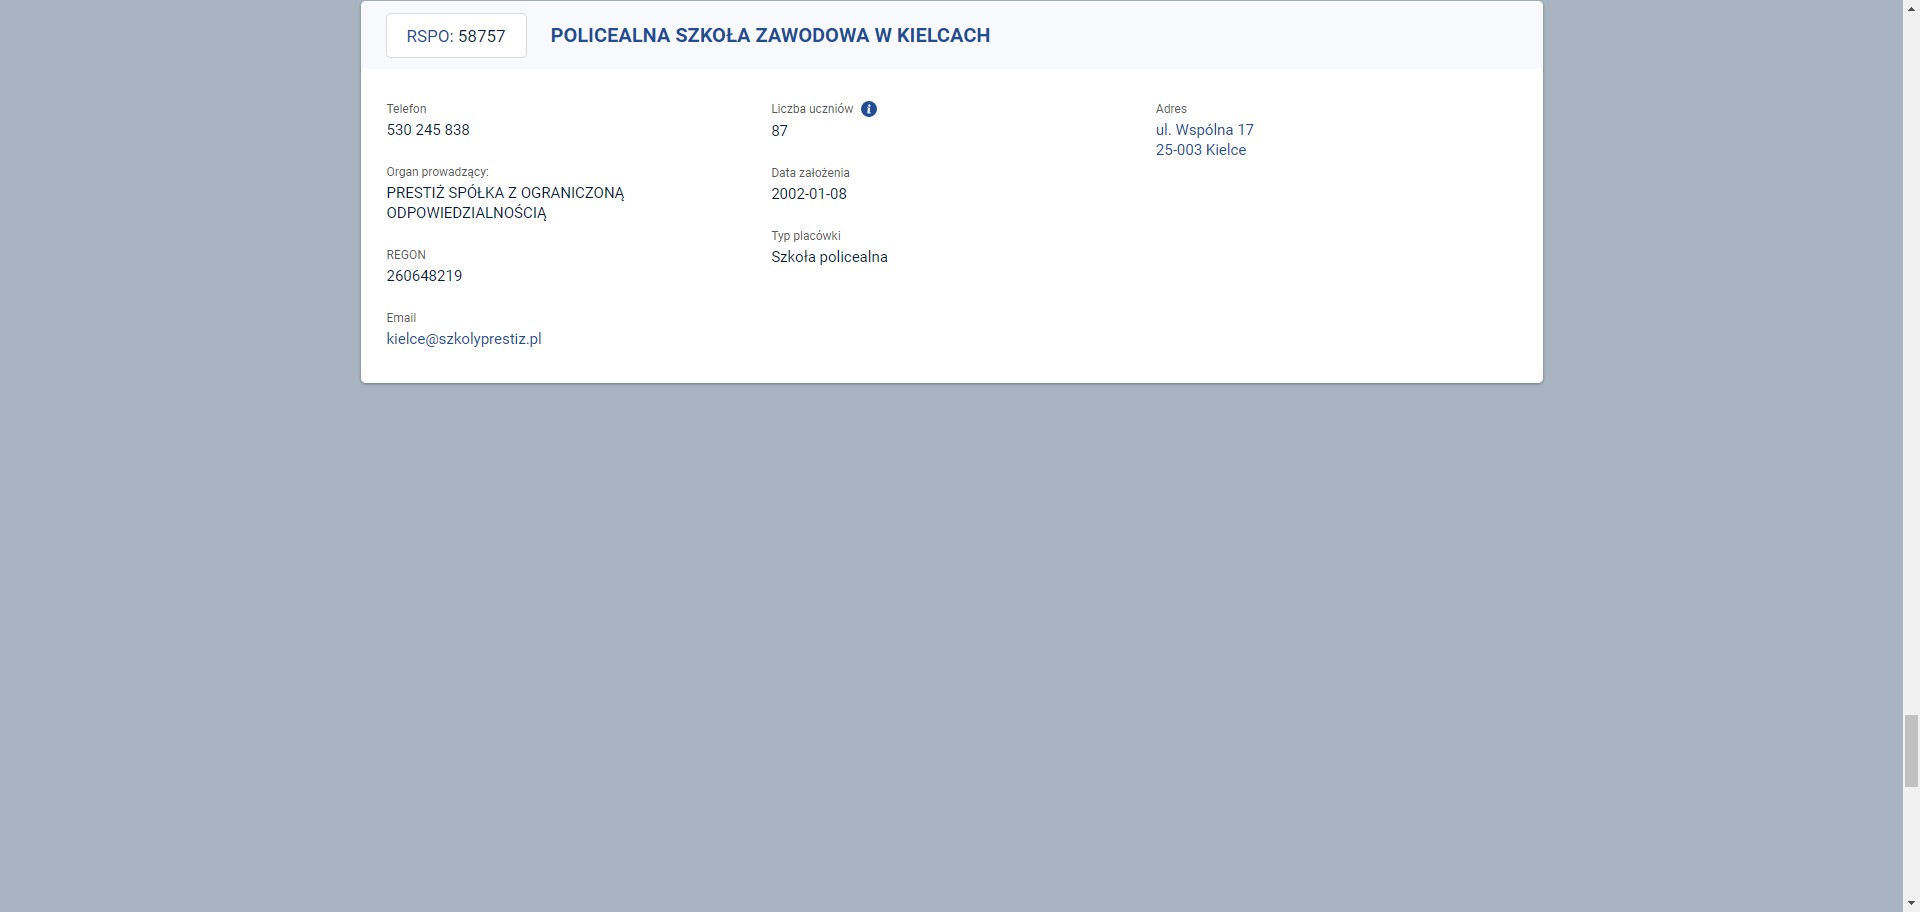 RSPO: 58757
POLICEALNA SZKOŁA ZAWODOWA W KIELCACH
Telefon
530 245 838
Organ prowadzący:
PRESTIŻ SPÓŁKA Z OGRANICZONĄ
ODPOWIEDZIALNOŚCIĄ
REGON
260648219
Email
kielce@szkolyprestiz.pl
Liczba uczniów i
87
Data założenia
2002-01-08
Typ placówki
Szkoła policealna
Adres
ul. Wspólna 17
25-003 Kielce